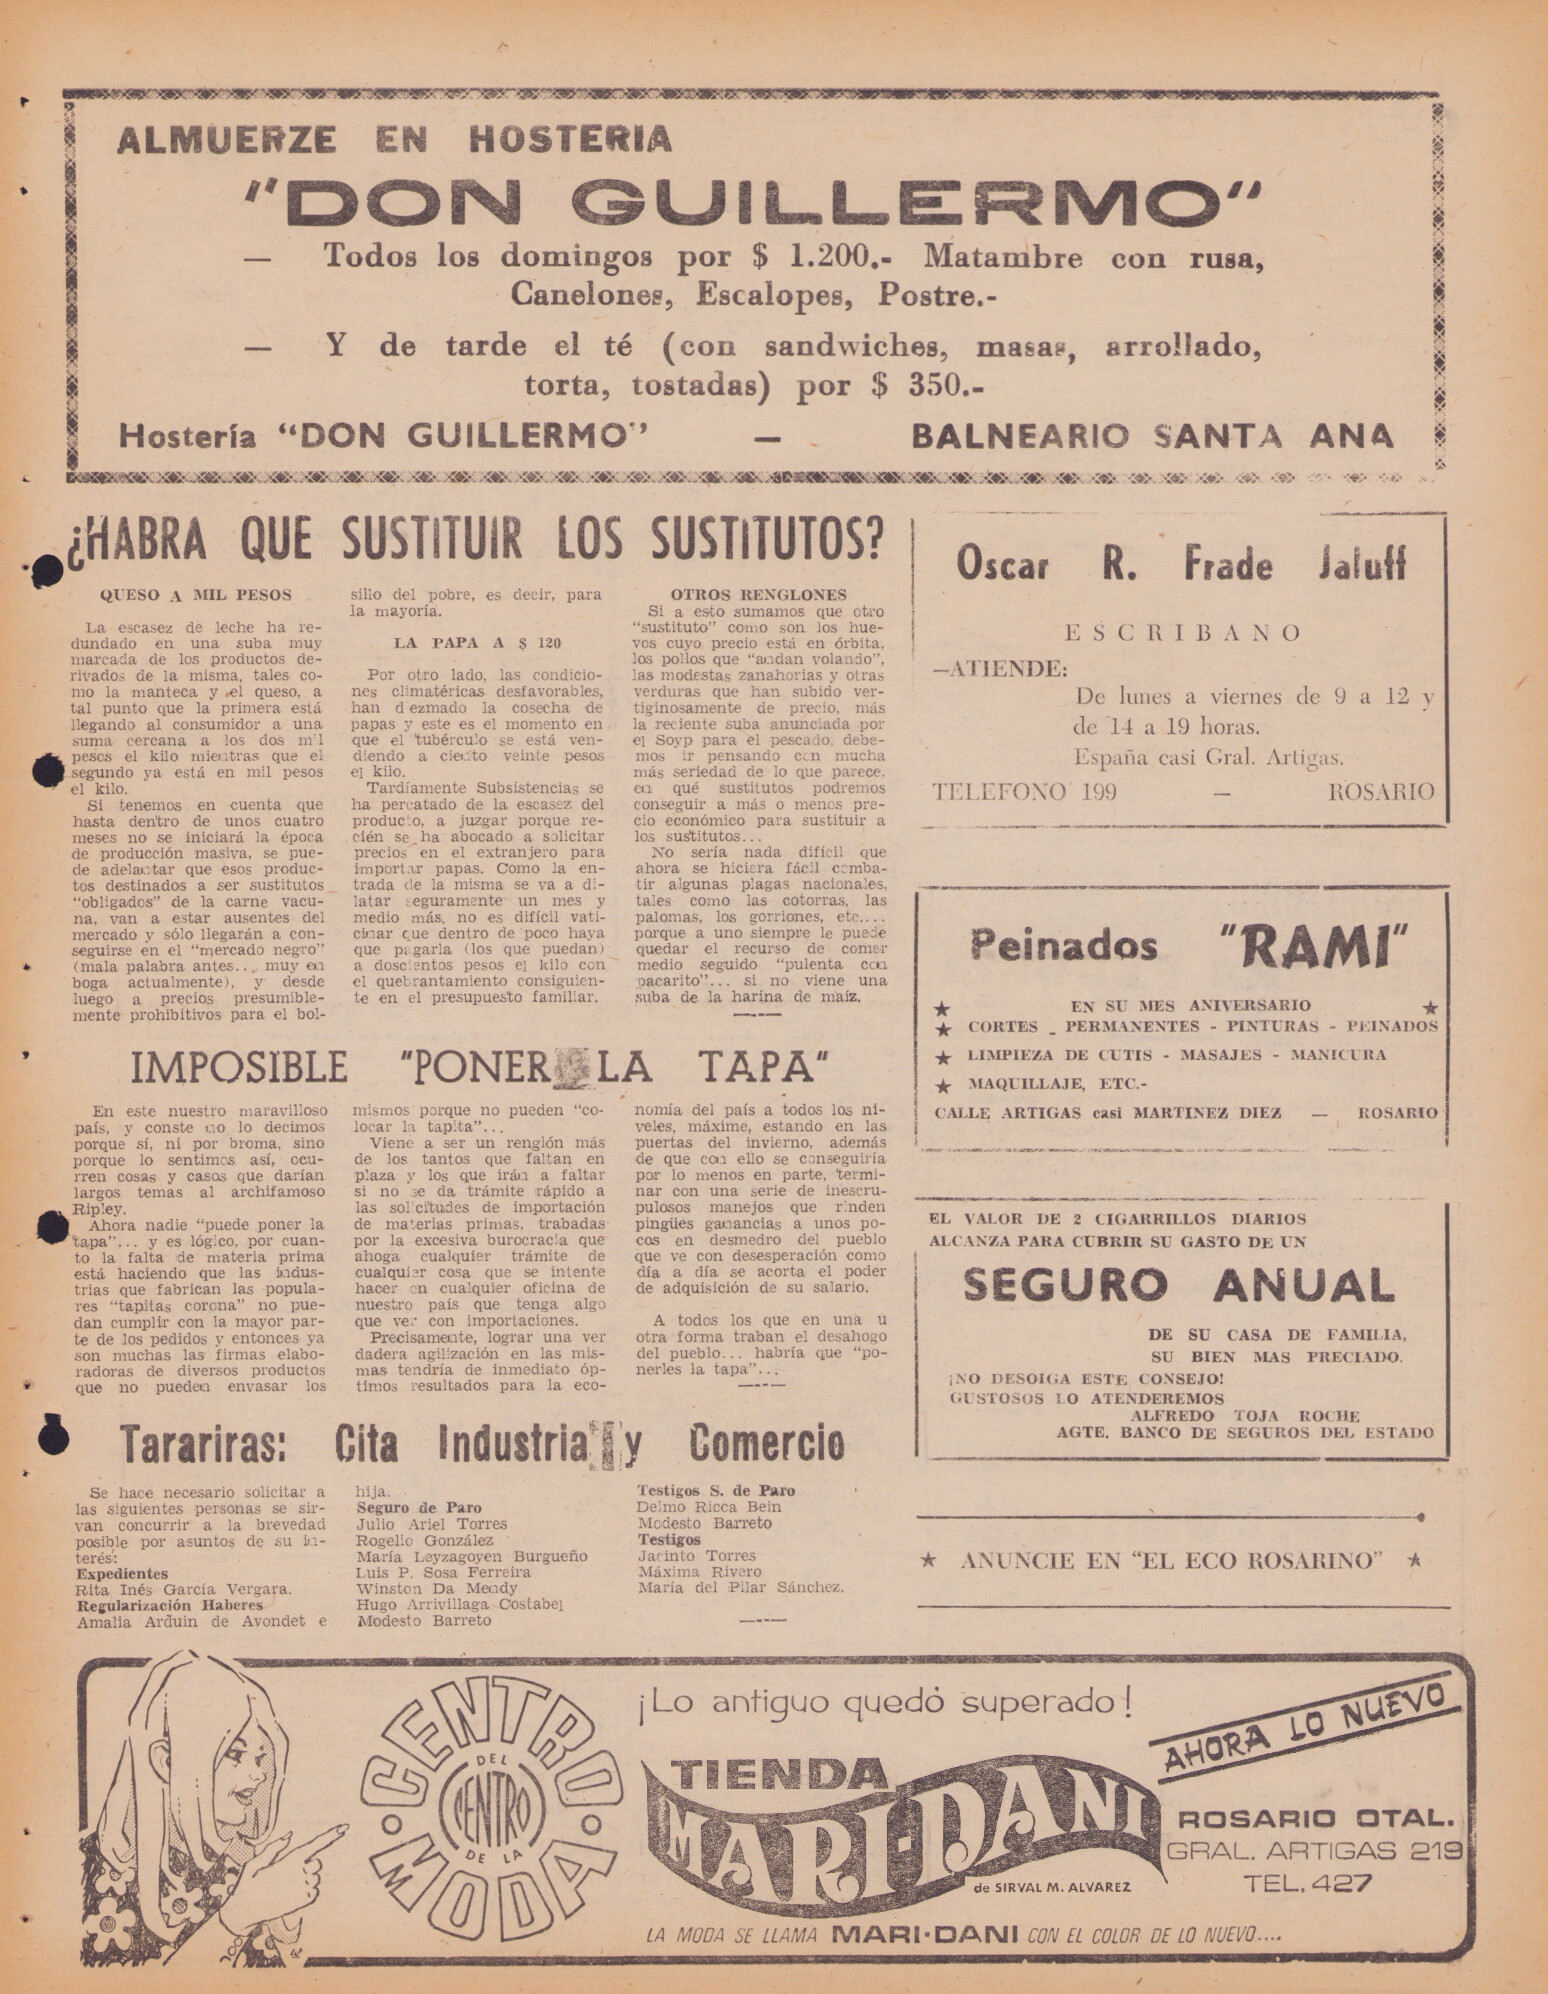 ALMUERZE EN HOSTERIA
"DON GUILLERMO"
— Todos los domingos por $ 1.200.- Matambre con rusa,
Canelones, Escalopes, Postre.-
— Y de tarde el té (con sandwiches, masas, arrollado,
torta, tostadas) por $ 350.-
Hostería "DON GUILLERMO" — BALNEARIO SANTA ANA
¿HABRA QUE SUSTITUIR LOS SUSTITUTOS?
QUESO A MIL PESOS
La escasez de leche ha re-
dundado en una suba muy
marcada de los productos de-
rivados de la misma, tales co-
mo la manteca y el queso, a
tal punto que la primera está
llegando al consumidor a una
suma cercana a los dos mil
pesos el kilo mientras que el
segundo ya está en mil pesos
el kilo.
Si tenemos en cuenta que
hasta dentro de unos cuatro
meses no se iniciará la época
de producción masiva, se pue-
de adelantar que esos produc-
tos destinados a ser sustitutos
"obligados" de la carne vacu-
na, van a estar ausentes del
mercado y sólo llegarán a con-
seguirse en el "mercado negro"
(mala palabra antes... muy en
boga actualmente), y desde
luego a precios presumible-
mente prohibitivos para el bol-
sillo del pobre, es decir, para
la mayoría.
LA PAPA A $ 120
Por otro lado, las condicio-
nes climatéricas desfavorables,
han diezmado la cosecha de
papas y este es el momento en
que el tubérculo se está ven-
diendo a ciento veinte pesos
el kilo.
Tardíamente Subsistencias se
ha percatado de la escasez del
producto, a juzgar porque re-
cién se ha abocado a solicitar
precios en el extranjero para
importar papas. Como la en-
trada de la misma se va a di-
latar seguramente un mes y
medio más, no es difícil vati-
cinar que dentro de poco haya
que pagarla (los que puedan)
a doscientos pesos el kilo con
el quebrantamiento consiguien-
te en el presupuesto familiar.
OTROS RENGLONES
Si a esto sumamos que otro
"sustituto" como son los hue-
vos cuyo precio está en órbita,
los pollos que "andan volando",
las modestas zanahorias y otras
verduras que han subido ver-
tiginosamente de precio, más
la reciente suba anunciada por
el Soyp para el pescado, debe-
mos ir pensando con mucha
más seriedad de lo que parece,
en qué sustitutos podremos
conseguir a más o menos pre-
cio económico para sustituir a
los sustitutos...
No sería nada difícil que
ahora se hiciera fácil comba-
tir algunas plagas nacionales,
tales como las cotorras, las
palomas, los gorriones, etc....
porque a uno siempre le puede
quedar el recurso de comer
medio seguido "pulenta con
pacarito"... si no viene una
suba de la harina de maíz.
IMPOSIBLE "PONER LA TAPA"
En este nuestro maravilloso
país, y conste no lo decimos
porque sí, ni por broma, sino
porque lo sentimos así, ocu-
rren cosas y casos que darían
largos temas al archifamoso
Ripley.
Ahora nadie "puede poner la
tapa"... y es lógico, por cuan-
to la falta de materia prima
está haciendo que las indus-
trias que fabrican las popula-
res "tapitas corona" no pue-
dan cumplir con la mayor par-
te de los pedidos y entonces ya
son muchas las firmas elabo-
radoras de diversos productos
que no pueden envasar los
mismos porque no pueden "co-
locar la tapita"...
Viene a ser un renglón más
de los tantos que faltan en
plaza y los que irán a faltar
si no se da trámite rápido a
las solicitudes de importación
de materias primas, trabadas
por la excesiva burocracia que
ahoga cualquier trámite de
cualquier cosa que se intente
hacer en cualquier oficina de
nuestro país que tenga algo
que ver con importaciones.
Precisamente, lograr una ver
dadera agilización en las mis-
mas tendría de inmediato óp-
timos resultados para la eco-
nomía del país a todos los ni-
veles, máxime, estando en las
puertas del invierno, además
de que con ello se conseguiría
por lo menos en parte, termi-
nar con una serie de inescru-
pulosos manejos que rinden
pingües ganancias a unos po-
cos en desmedro del pueblo
que ve con desesperación como
día a día se acorta el poder
de adquisición de su salario.
A todos los que en una u
otra forma traban el desahogo
del pueblo... habría que "po-
nerles la tapa"...
Tarariras: Cita Industria y Comercio
Se hace necesario solicitar a
las siguientes personas se sir-
van concurrir a la brevedad
posible por asuntos de su in-
terés:
Expedientes
Rita Inés García Vergara.
Regularización Haberes
Amalia Arduin de Avondet e
hija.
Seguro de Paro
Julio Ariel Torres
Rogelio González
María Leyzagoyen Burgueño
Luis P. Sosa Ferreira
Winston Da Mendy
Hugo Arrivillaga Costabel
Modesto Barreto
Testigos S. de Paro
Delmo Ricca Bein
Modesto Barreto
Testigos
Jacinto Torres
Máxima Rivero
María del Pilar Sánchez.
Oscar R. Frade Jaluff
ESCRIBANO
—ATIENDE:
De lunes a viernes de 9 a 12 y
de 14 a 19 horas.
España casi Gral. Artigas.
TELEFONO 199 — ROSARIO
Peinados "RAMI"
★ EN SU MES ANIVERSARIO ★
★ CORTES - PERMANENTES - PINTURAS - PEINADOS
★ LIMPIEZA DE CUTIS - MASAJES - MANICURA
★ MAQUILLAJE, ETC.-
CALLE ARTIGAS casi MARTINEZ DIEZ — ROSARIO
EL VALOR DE 2 CIGARRILLOS DIARIOS
ALCANZA PARA CUBRIR SU GASTO DE UN
SEGURO ANUAL
DE SU CASA DE FAMILIA,
SU BIEN MAS PRECIADO.
¡NO DESOIGA ESTE CONSEJO!
GUSTOSOS LO ATENDEREMOS
ALFREDO TOJA ROCHE
AGTE. BANCO DE SEGUROS DEL ESTADO
★ ANUNCIE EN "EL ECO ROSARINO" ★
CENTRO
DEL
CENTRO
DE LA
MODA
¡Lo antiguo quedó superado!
AHORA LO NUEVO
TIENDA
MARI-DANI
de SIRVAL M. ALVAREZ
ROSARIO OTAL.
GRAL. ARTIGAS 219
TEL. 427
LA MODA SE LLAMA MARI-DANI CON EL COLOR DE LO NUEVO....